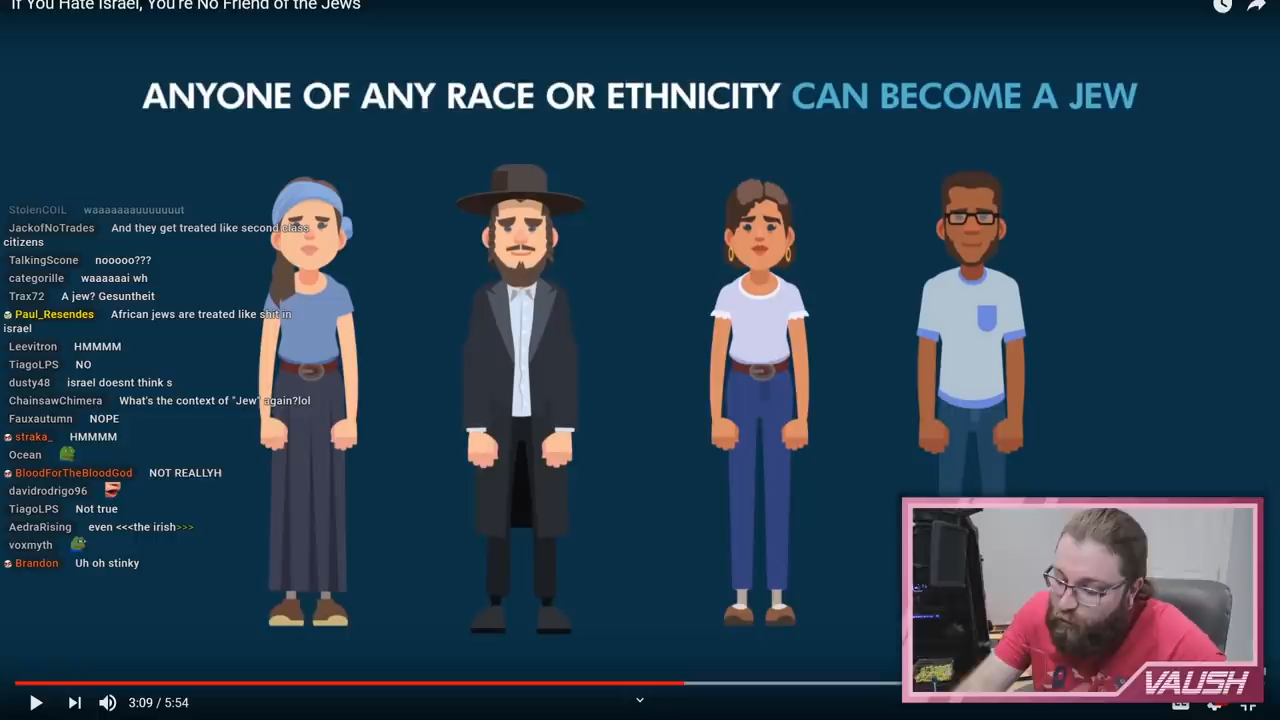 If You Hate Israel, You're No Friend of the Jews
ANYONE OF ANY RACE OR ETHNICITY CAN BECOME A JEW
StolenCOIL waaaaaaauuuuuuut
JackofNoTrades And they get treated like second class
citizens
TalkingScone nooooo???
categorille waaaaaai wh
Trax72 A jew? Gesuntheit
Paul_Resendes African jews are treated like shit in
israel
Leevitron HMMMM
TiagoLPS NO
dusty48 israel doesnt think s
ChainsawChimera What's the context of "Jew" again?lol
Fauxautumn NOPE
straka_ HMMMM
Ocean
BloodForTheBloodGod NOT REALLYH
davidrodrigo96
TiagoLPS Not true
AedraRising even <<<the irish>>>
voxmyth
Brandon Uh oh stinky
VAUSH
3:09 / 5:54